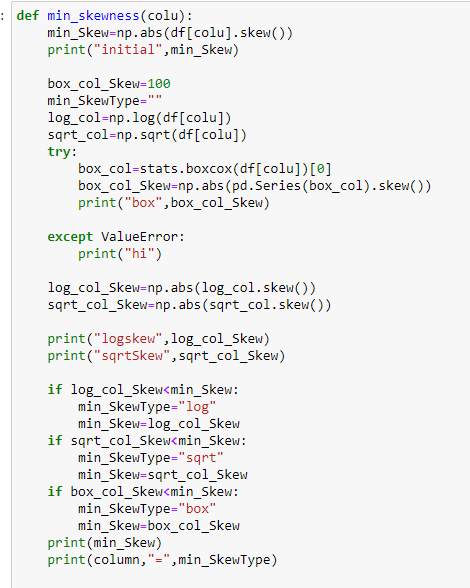 : def min_skewness(colu):
    min_Skew=np.abs(df[colu].skew())
    print("initial",min_Skew)

    box_col_Skew=100
    min_SkewType=""
    log_col=np.log(df[colu])
    sqrt_col=np.sqrt(df[colu])
    try:
        box_col=stats.boxcox(df[colu])[0]
        box_col_Skew=np.abs(pd.Series(box_col).skew())
        print("box",box_col_Skew)

    except ValueError:
        print("hi")

    log_col_Skew=np.abs(log_col.skew())
    sqrt_col_Skew=np.abs(sqrt_col.skew())

    print("logskew",log_col_Skew)
    print("sqrtSkew",sqrt_col_Skew)

    if log_col_Skew<min_Skew:
        min_SkewType="log"
        min_Skew=log_col_Skew
    if sqrt_col_Skew<min_Skew:
        min_SkewType="sqrt"
        min_Skew=sqrt_col_Skew
    if box_col_Skew<min_Skew:
        min_SkewType="box"
        min_Skew=box_col_Skew
    print(min_Skew)
    print(column,"=",min_SkewType)